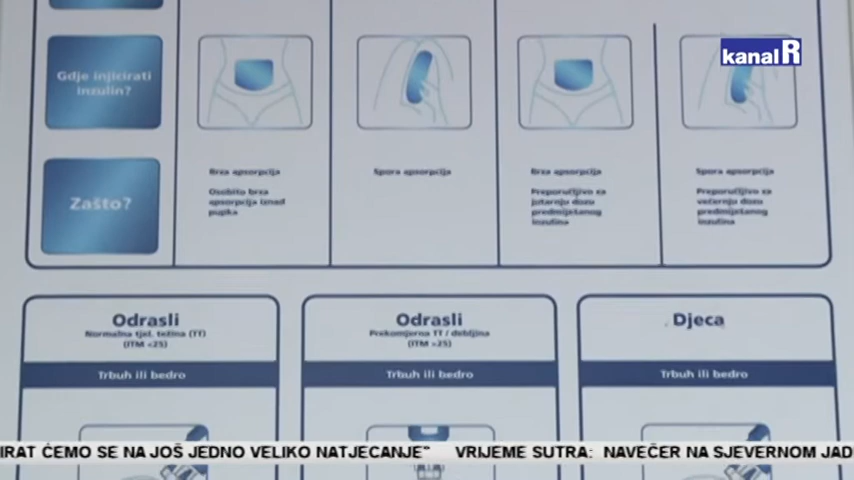 kanal R
Gdje injicirati
inzulin?
Zašto?
Brza apsorpcija
Osobito brza
apsorpcija iznad
pupka
Spora apsorpcija
Brza apsorpcija
Preporučljivo za
jutarnju dozu
predmiješanog
inzulina
Spora apsorpcija
Preporučljivo za
večernju dozu
predmiješanog
inzulina
Odrasli
Normalna tjel. težina (TT)
(ITM <25)
Trbuh ili bedro
Odrasli
Prekomjerna TT / debljina
(ITM >25)
Trbuh ili bedro
Djeca
Trbuh ili bedro
IRAT ĆEMO SE NA JOŠ JEDNO VELIKO NATJECANJE" VRIJEME SUTRA: NAVEČER NA SJEVERNOM JAD